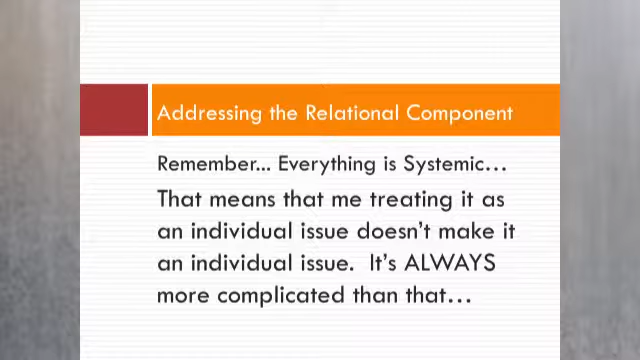 Addressing the Relational Component
Remember... Everything is Systemic...
That means that me treating it as
an individual issue doesn't make it
an individual issue.  It's ALWAYS
more complicated than that...